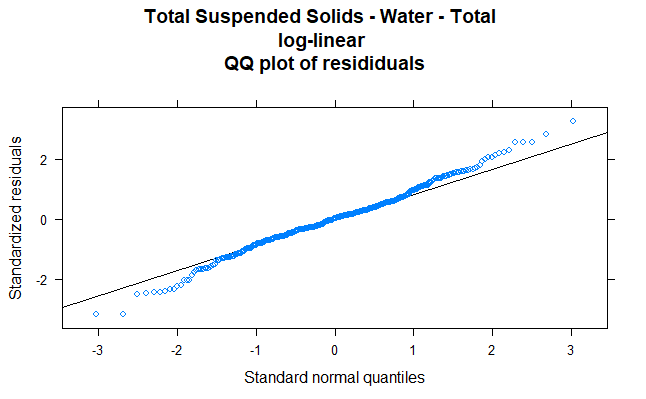 Total Suspended Solids - Water - Total
log-linear
QQ plot of resididuals
Standardized residuals
2
0
-2
-3
-2
-1
0
1
2
3
Standard normal quantiles